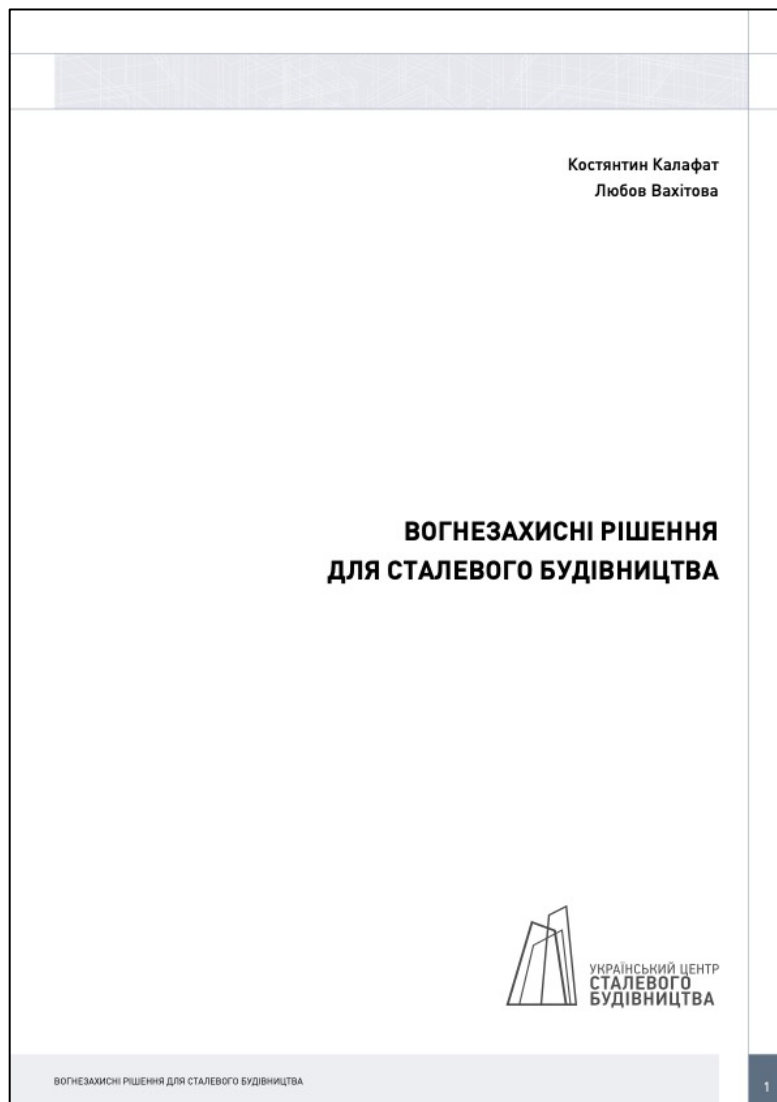 Костянтин Калафат
Любов Вахітова
ВОГНЕЗАХИСНІ РІШЕННЯ
ДЛЯ СТАЛЕВОГО БУДІВНИЦТВА
УКРАЇНСЬКИЙ ЦЕНТР
СТАЛЕВОГО
БУДІВНИЦТВА
ВОГНЕЗАХИСНІ РІШЕННЯ ДЛЯ СТАЛЕВОГО БУДІВНИЦТВА
1